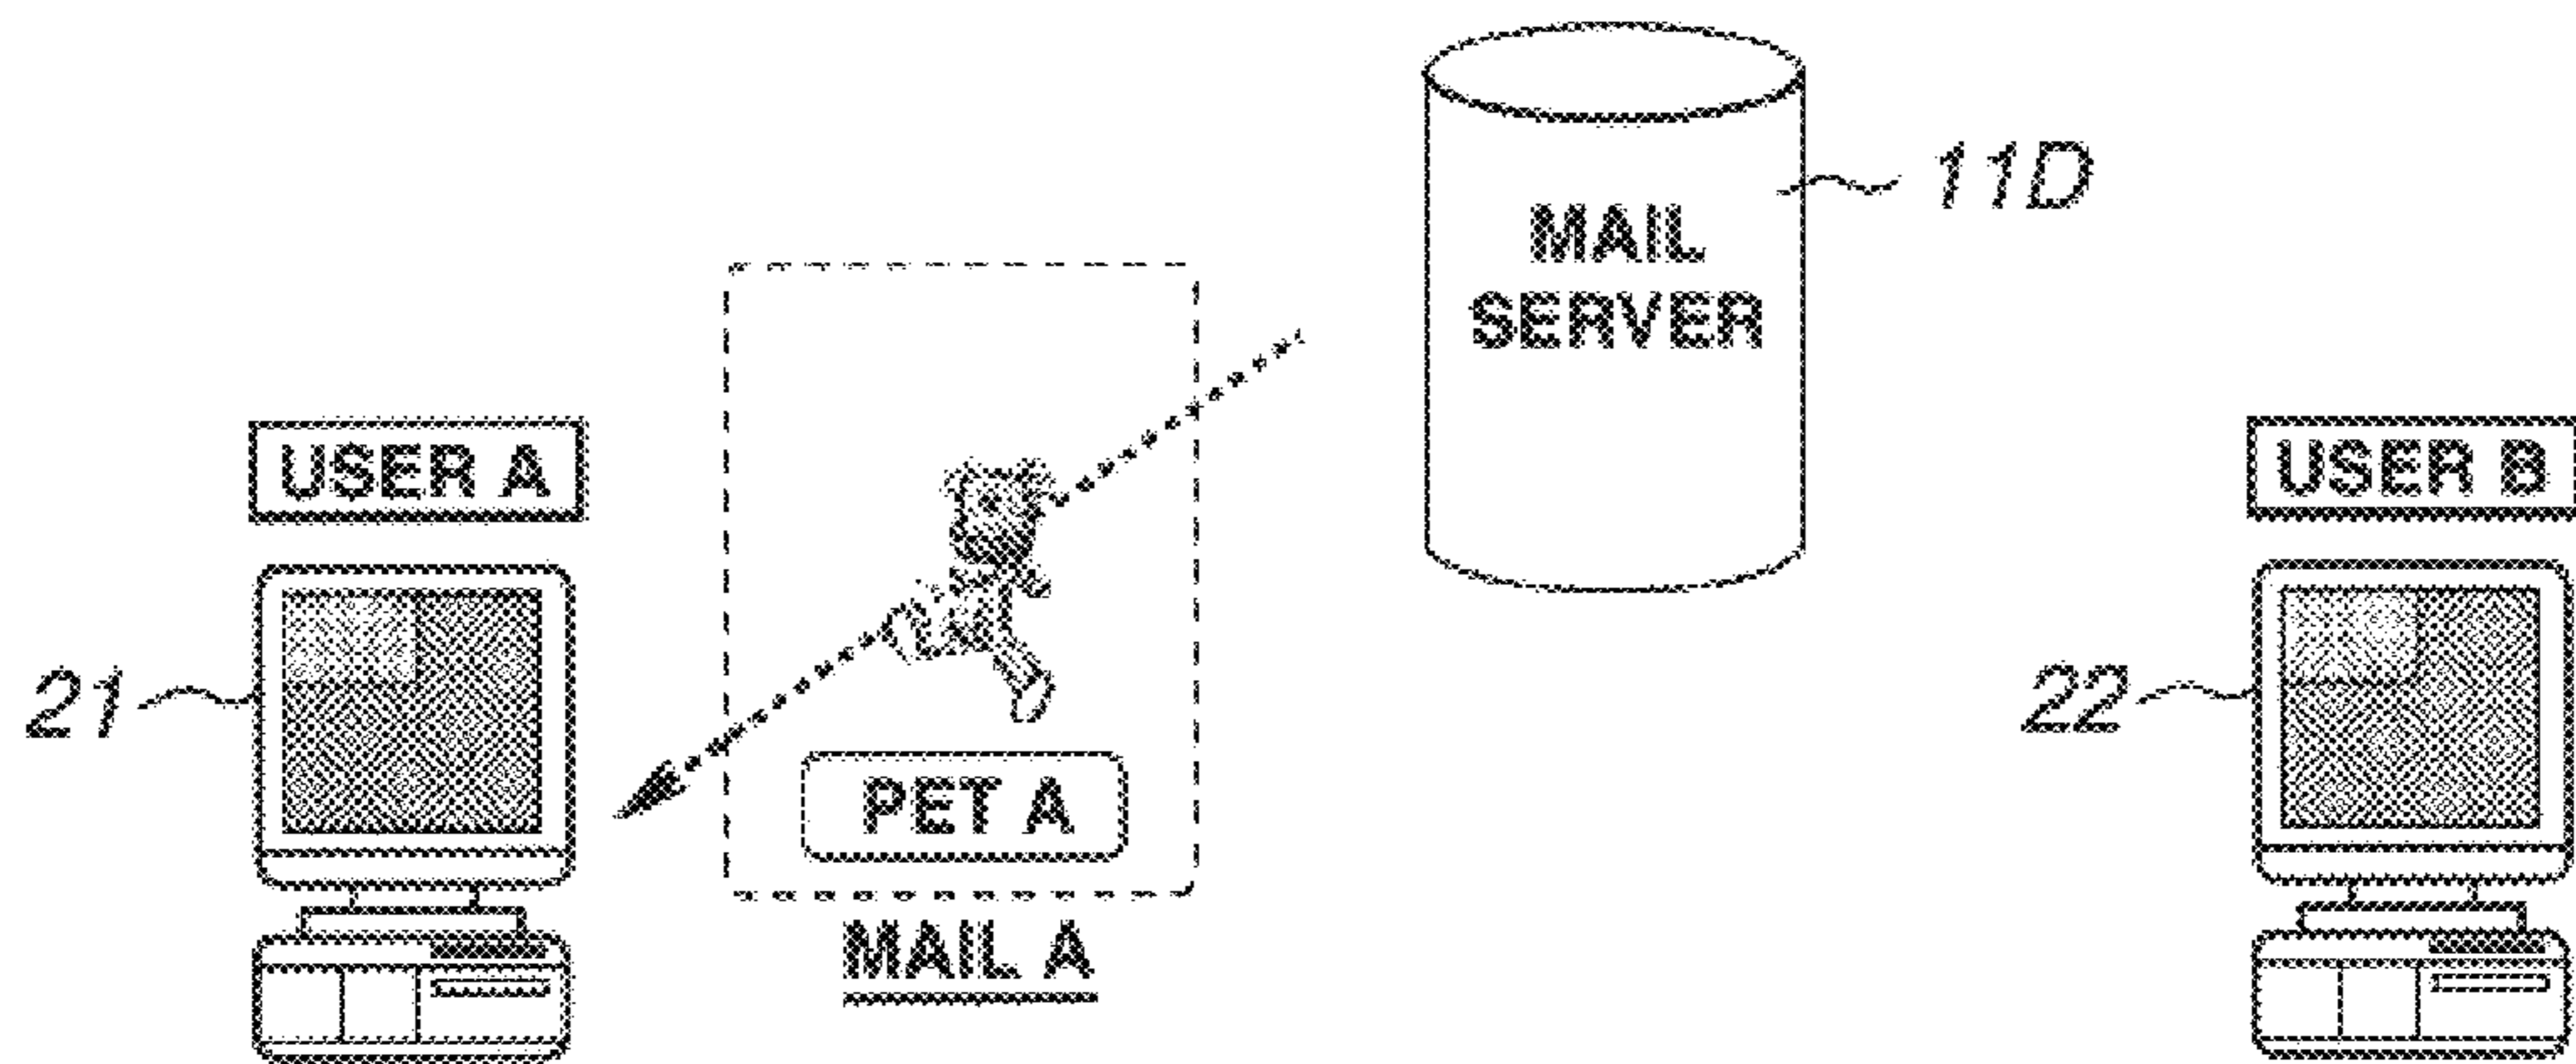 11D
MAIL
SERVER
USER A
USER B
21
22
PET A
MAIL A